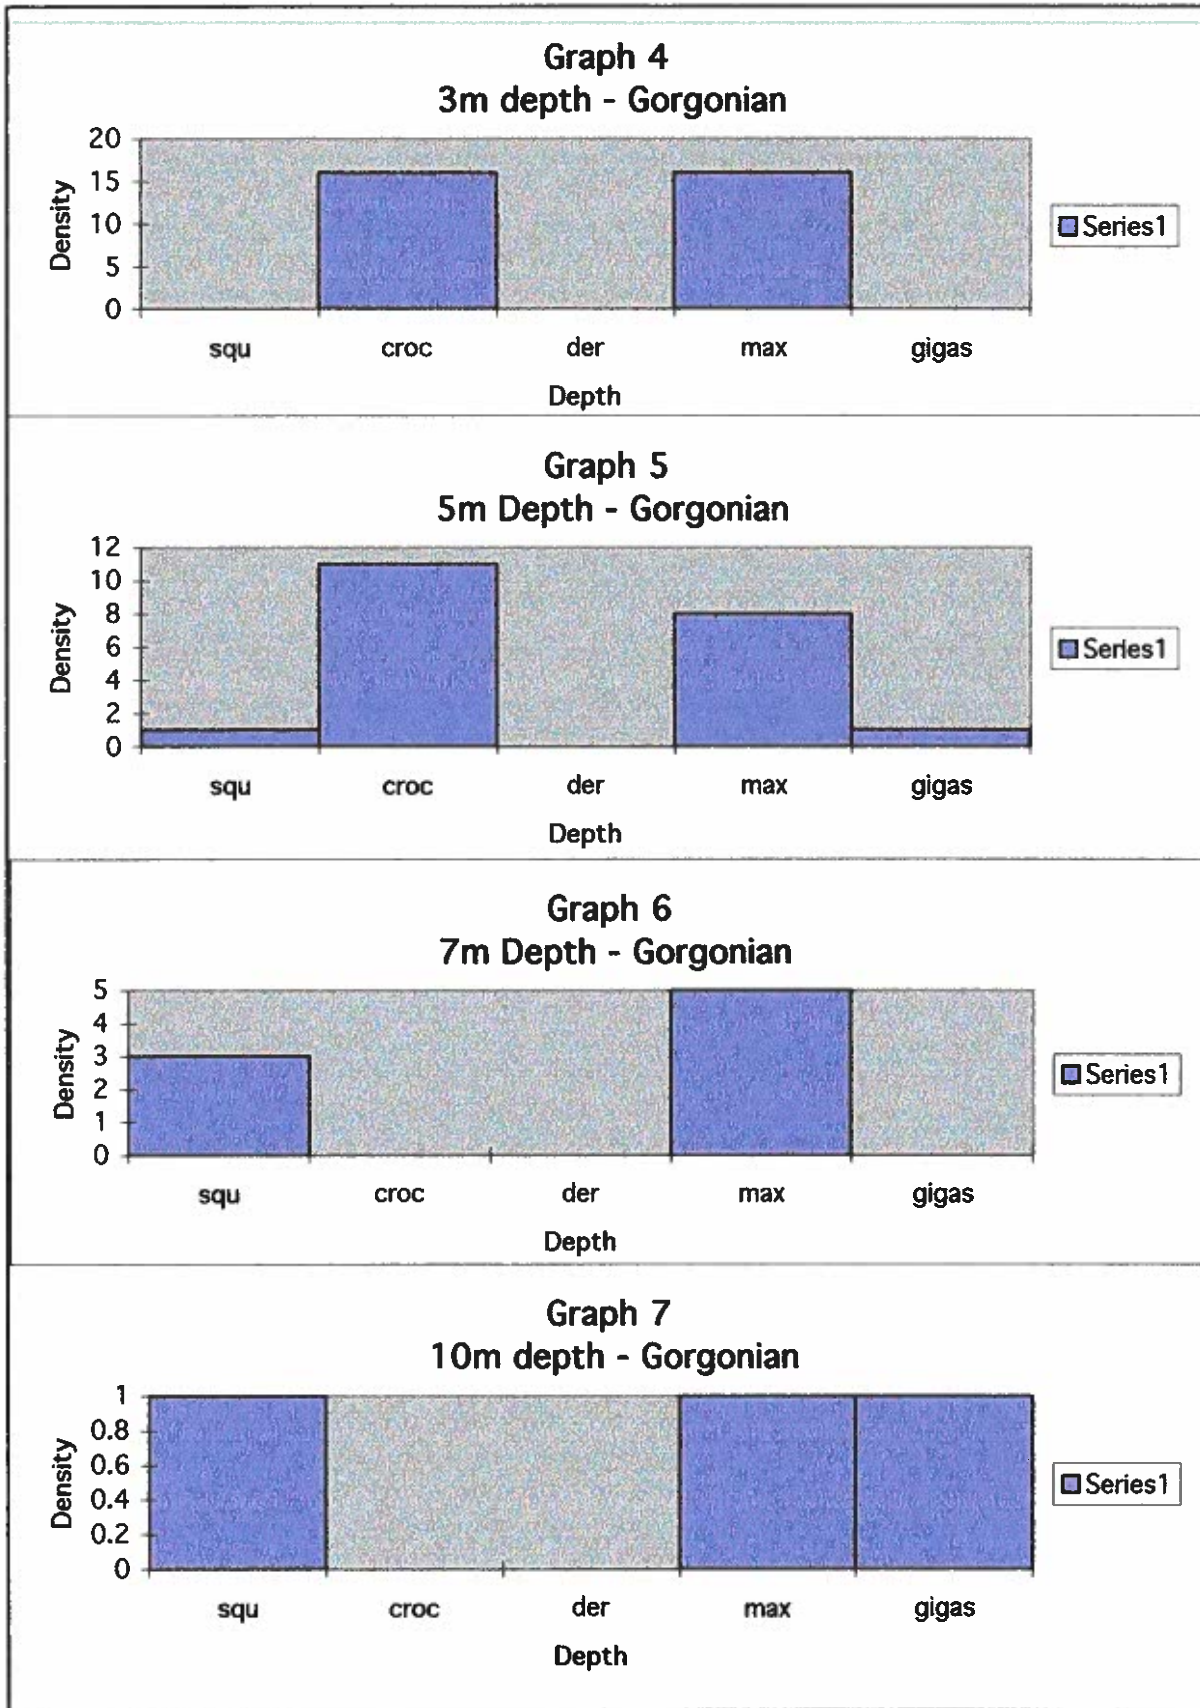 Graph 4
3m depth - Gorgonian
20
15
10
5
0
Density
squ croc der max gigas
Depth
Series1
Graph 5
5m Depth - Gorgonian
12
10
8
6
4
2
0
Density
squ croc der max gigas
Depth
Series1
Graph 6
7m Depth - Gorgonian
5
4
3
2
1
0
Density
squ croc der max gigas
Depth
Series1
Graph 7
10m depth - Gorgonian
1
0.8
0.6
0.4
0.2
0
Density
squ croc der max gigas
Depth
Series1